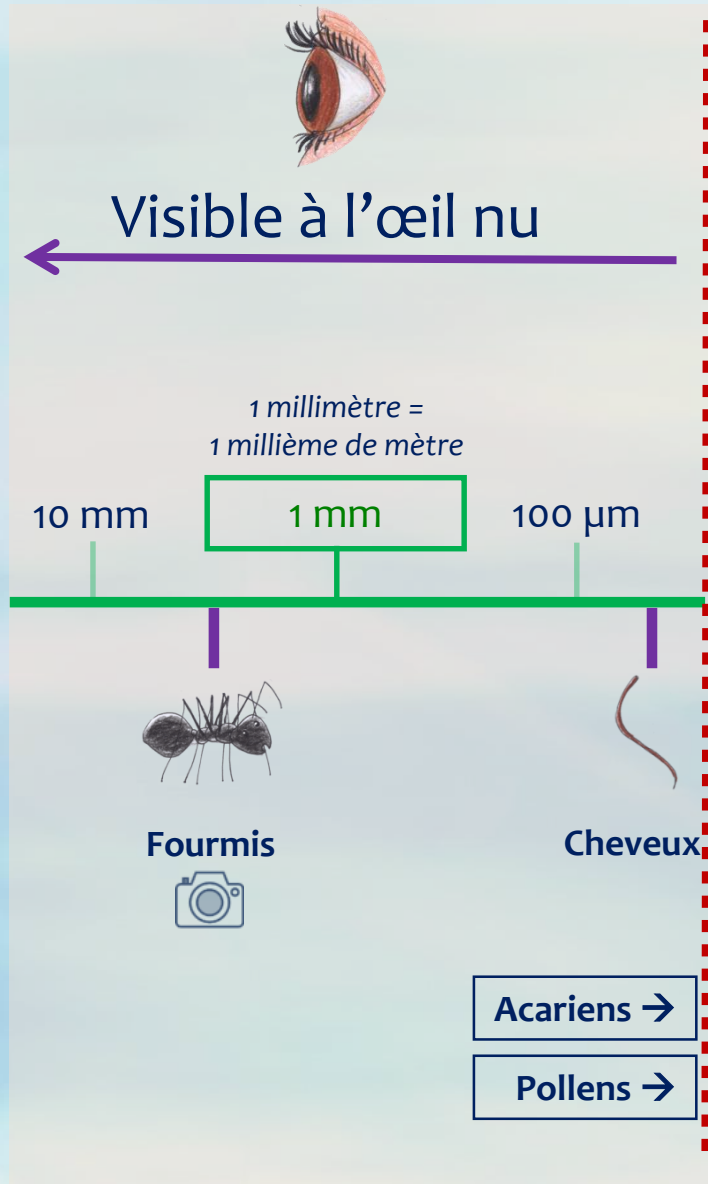 Visible à l’œil nu
1 millimètre =
1 millième de mètre
10 mm
1 mm
100 µm
Fourmis
Cheveux
Acariens →
Pollens →